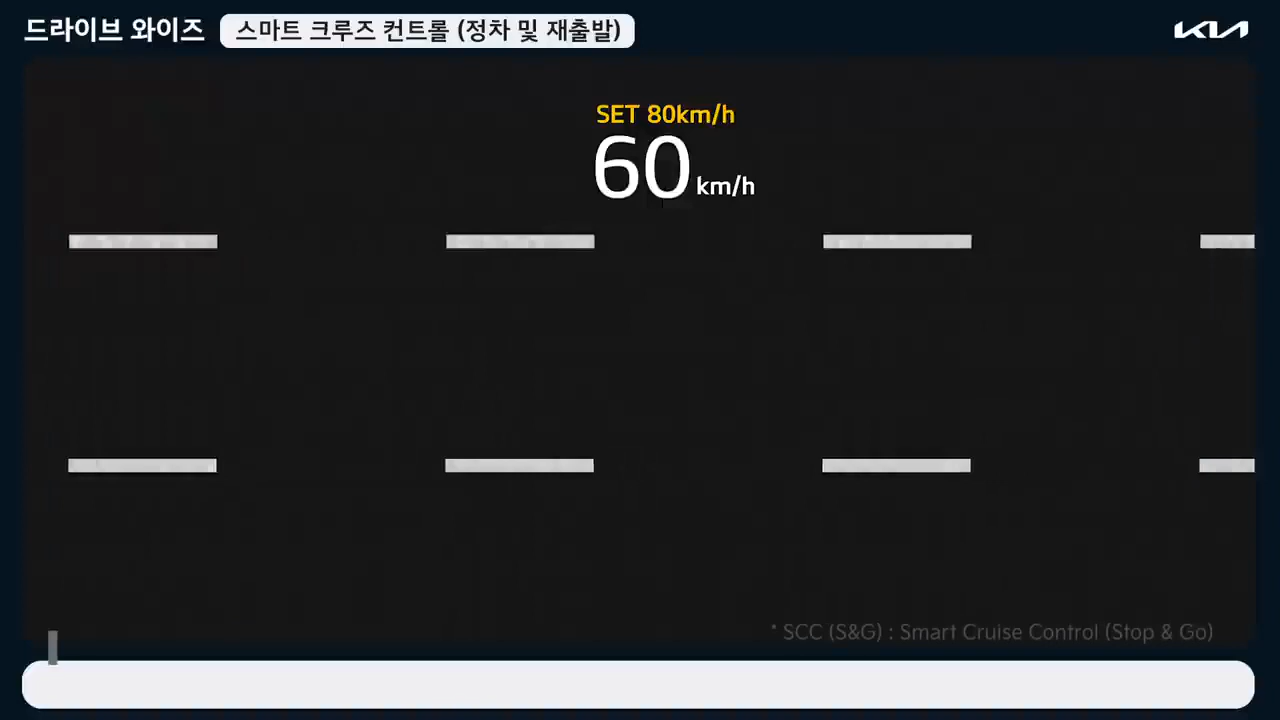 드라이브 와이즈
스마트 크루즈 컨트롤 (정차 및 재출발)
KIA
SET 80km/h
60 km/h
* SCC (S&G) : Smart Cruise Control (Stop & Go)